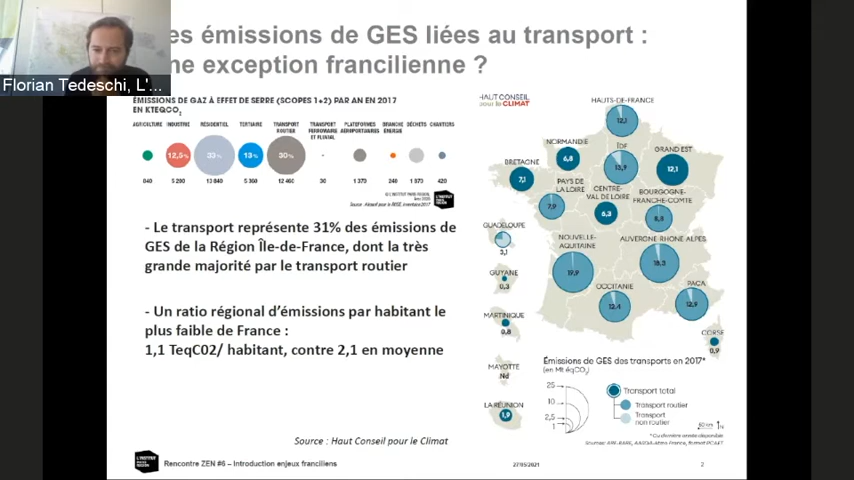 es émissions de GES liées au transport :
ne exception francilienne ?
Florian Tedeschi, L'...
ÉMISSIONS DE GAZ À EFFET DE SERRE (SCOPES 1+2) PAR AN EN 2017
EN KTEQCO2
AGRICULTURE INDUSTRIE RÉSIDENTIEL TERTIAIRE TRANSPORT ROUTIER TRANSPORT FERROVIAIRE ET FLUVIAL PLATEFORMES AÉROPORTUAIRES BRANCHE ÉNERGIE DÉCHETS CHANTIERS
12,5% 33% 13% 30% -
5 200 13 840 5 360 12 460 30 1 370 240 1 870 420
- Le transport représente 31% des émissions de
GES de la Région Île-de-France, dont la très
grande majorité par le transport routier
- Un ratio régional d'émissions par habitant le
plus faible de France :
1,1 TeqC02/ habitant, contre 2,1 en moyenne
Source : Haut Conseil pour le Climat
HAUT CONSEIL
pour le CLIMAT
HAUTS-DE-FRANCE
12,1
NORMANDIE
6,8
ÎDF
13,9
GRAND EST
12,1
BRETAGNE
7,1
PAYS DE
LA LOIRE
7,9
CENTRE-
VAL DE LOIRE
6,3
BOURGOGNE-
FRANCHE-COMTE
8,8
GUADELOUPE
NOUVELLE-
AQUITAINE
19,9
AUVERGNE-RHONE ALPES
18,3
GUYANE
0,3
OCCITANIE
12,4
PACA
12,9
MARTINIQUE
0,8
CORSE
0,9
MAYOTTE
Nd
LA REUNION
1,9
Émissions de GES des transports en 2017*
(en Mt éqCO2)
25
10
2,5
1
Transport total
Transport routier
Transport
non routier
*Ou dernière année disponible
Rencontre ZEN #6 – Introduction enjeux franciliens
27/05/2021
2